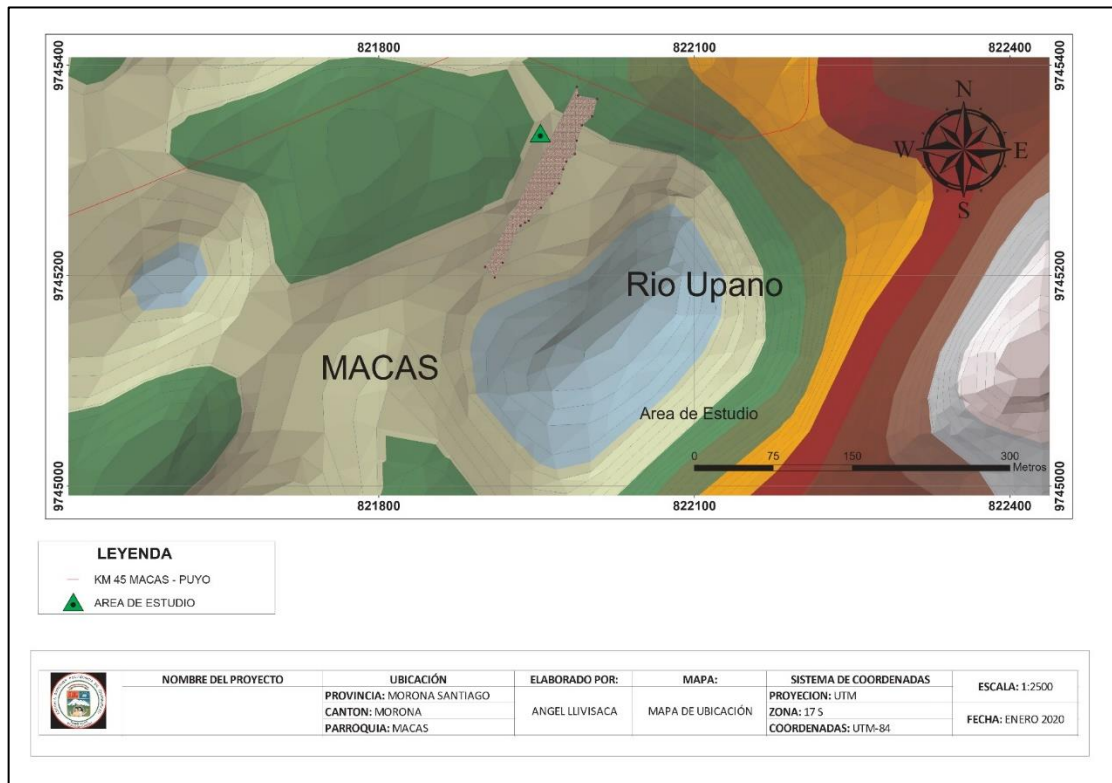 821800 822100 822400
9745400 9745400
N
W E
S
9745200 9745200
Rio Upano
MACAS
Area de Estudio
0 75 150 300
Metros
9745000 9745000
821800 822100 822400
LEYENDA
KM 45 MACAS - PUYO
AREA DE ESTUDIO
NOMBRE DEL PROYECTO
UBICACIÓN
PROVINCIA: MORONA SANTIAGO
CANTON: MORONA
PARROQUIA: MACAS
ELABORADO POR:
ANGEL LLIVISACA
MAPA:
MAPA DE UBICACIÓN
SISTEMA DE COORDENADAS
PROYECCION: UTM
ZONA: 17 S
COORDENADAS: UTM-84
ESCALA: 1:2500
FECHA: ENERO 2020